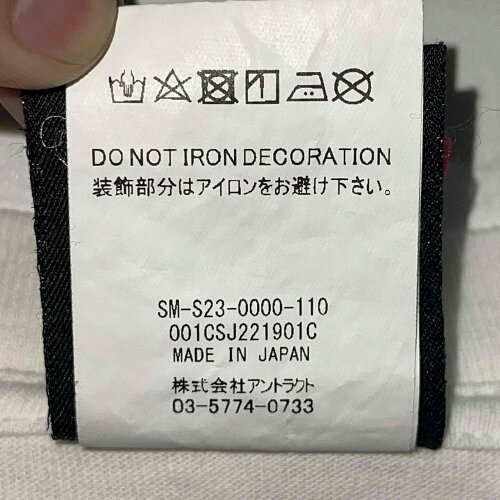 DO NOT IRON DECORATION
装飾部分はアイロンをお避け下さい。
SM-S23-0000-110
001CSJ221901C
MADE IN JAPAN
株式会社アントラクト
03-5774-0733